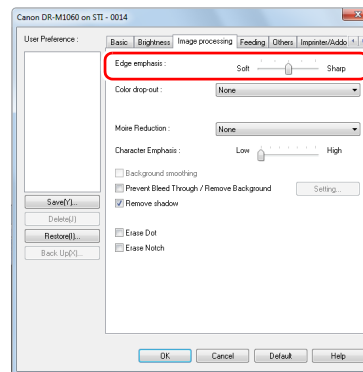 Canon DR-M1060 on STI - 0014
User Preference :
Basic Brightness Image processing Feeding Others Imprinter/Addo
Edge emphasis : Soft Sharp
Color drop-out : None
Moire Reduction : None
Character Emphasis : Low High
Background smoothing
Prevent Bleed Through / Remove Background Setting...
Save(Y)...
Remove shadow
Delete(J)
Restore(I)...
Erase Dot
Back Up(X)...
Erase Notch
OK Cancel Default Help